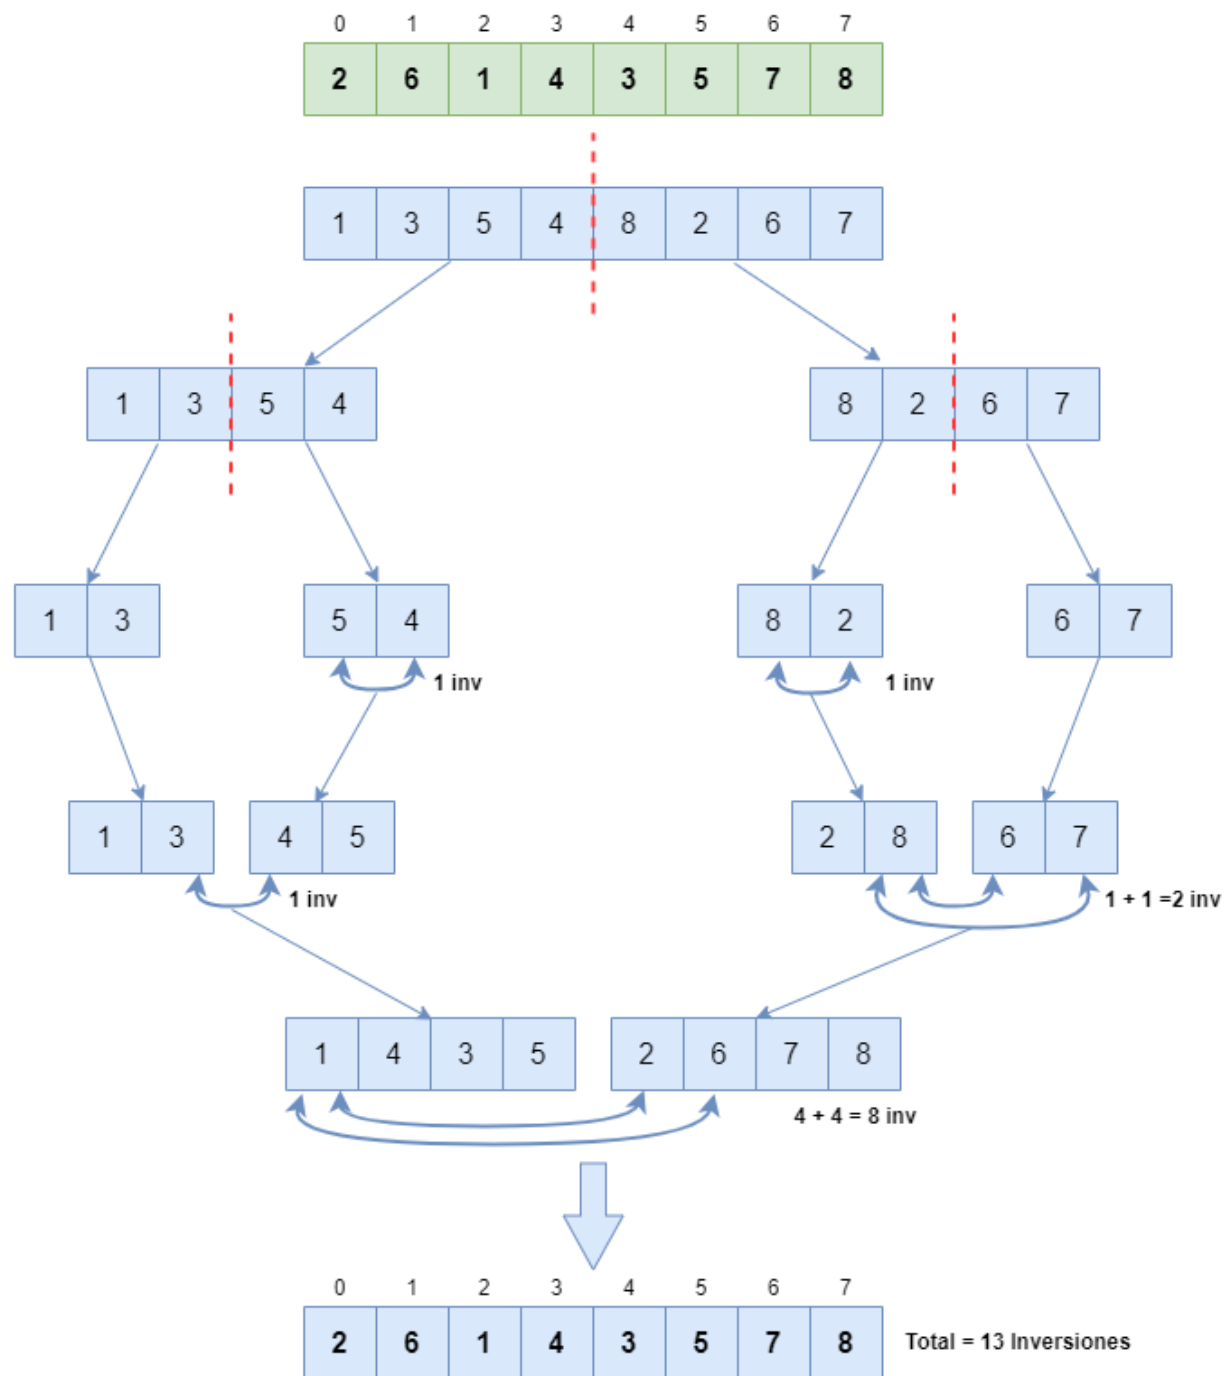 0 1 2 3 4 5 6 7
2 6 1 4 3 5 7 8
1 3 5 4 8 2 6 7
1 3 5 4 8 2 6 7
1 3 5 4 8 2 6 7
1 inv 1 inv
1 3 4 5 2 8 6 7
1 inv 1 + 1 =2 inv
1 4 3 5 2 6 7 8
4 + 4 = 8 inv
0 1 2 3 4 5 6 7
2 6 1 4 3 5 7 8 Total = 13 Inversiones